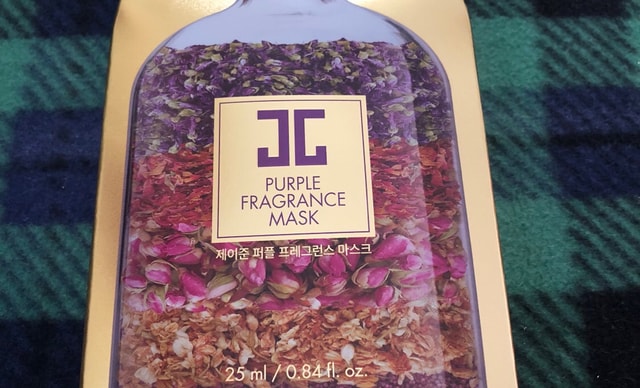 PURPLE
FRAGRANCE
MASK
제이준 퍼플 프레그런스 마스크
25 ml / 0.84 fl. oz.